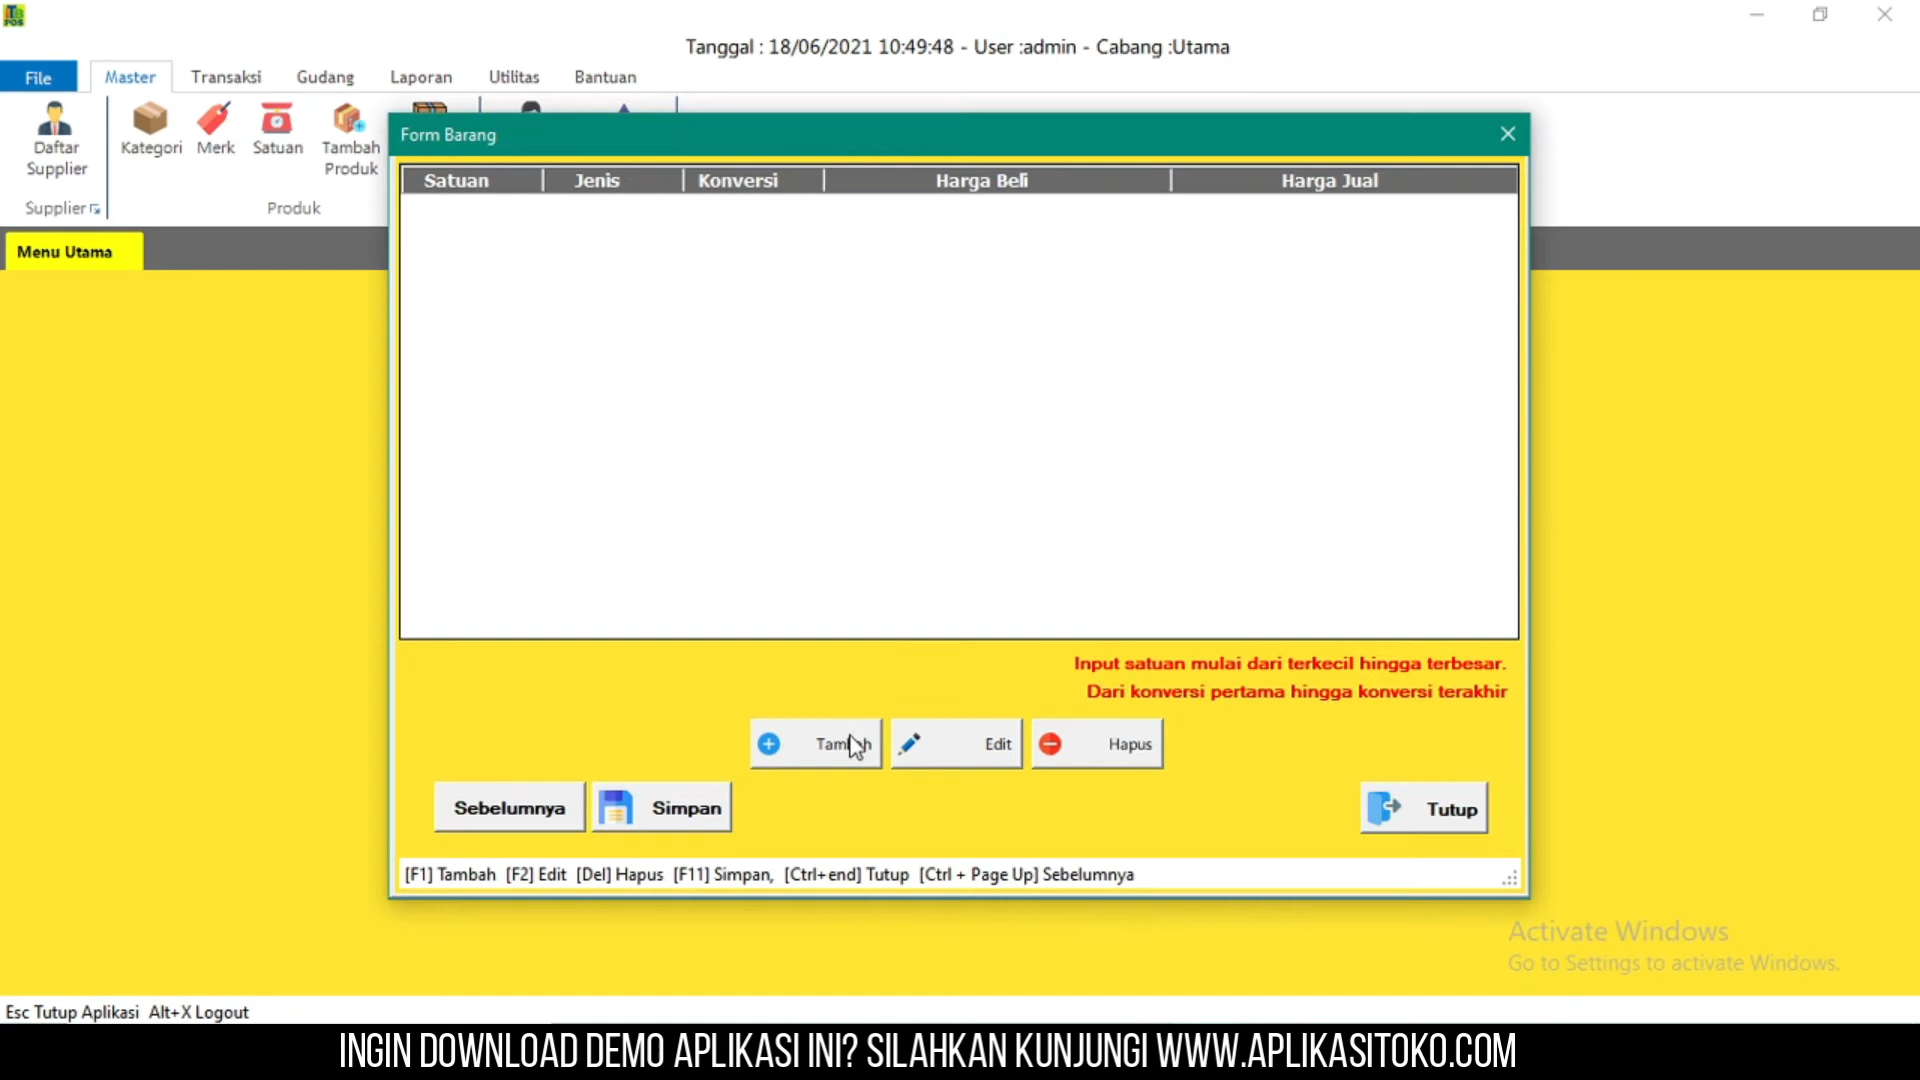 Tanggal : 18/06/2021 10:49:48 - User :admin - Cabang :Utama
File Master Transaksi Gudang Laporan Utilitas Bantuan
Daftar Supplier
Kategori
Merk
Satuan
Tambah Produk
Supplier
Produk
Menu Utama
Form Barang
Satuan Jenis Konversi Harga Beli Harga Jual
Input satuan mulai dari terkecil hingga terbesar.
Dari konversi pertama hingga konversi terakhir
Tambah Edit Hapus
Sebelumnya Simpan Tutup
[F1] Tambah [F2] Edit [Del] Hapus [F11] Simpan, [Ctrl+end] Tutup [Ctrl + Page Up] Sebelumnya
Activate Windows
Go to Settings to activate Windows.
Esc Tutup Aplikasi Alt+X Logout
INGIN DOWNLOAD DEMO APLIKASI INI? SILAHKAN KUNJUNGI WWW.APLIKASITOKO.COM